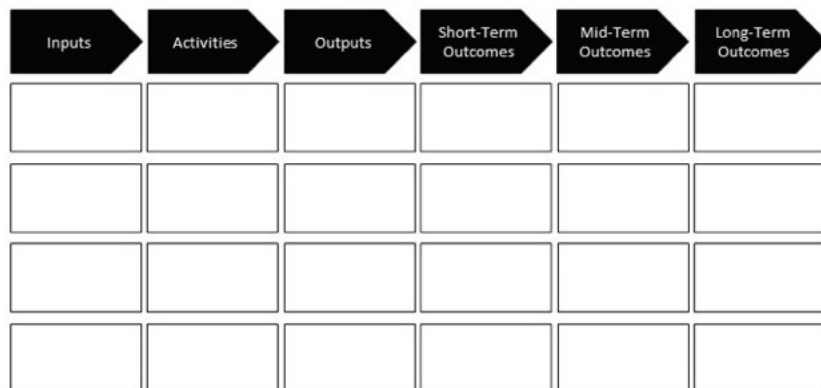 Inputs
Activities
Outputs
Short-Term
Outcomes
Mid-Term
Outcomes
Long-Term
Outcomes